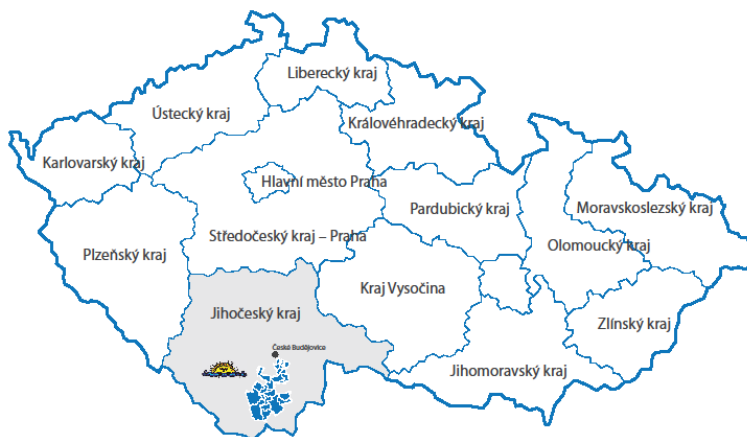 Liberecký kraj
Ústecký kraj
Královéhradecký kraj
Karlovarský kraj
Hlavní město Praha
Pardubický kraj
Moravskoslezský kraj
Středočeský kraj – Praha
Olomoucký kraj
Plzeňský kraj
Kraj Vysočina
Jihočeský kraj
Zlínský kraj
České Budějovice
Jihomoravský kraj